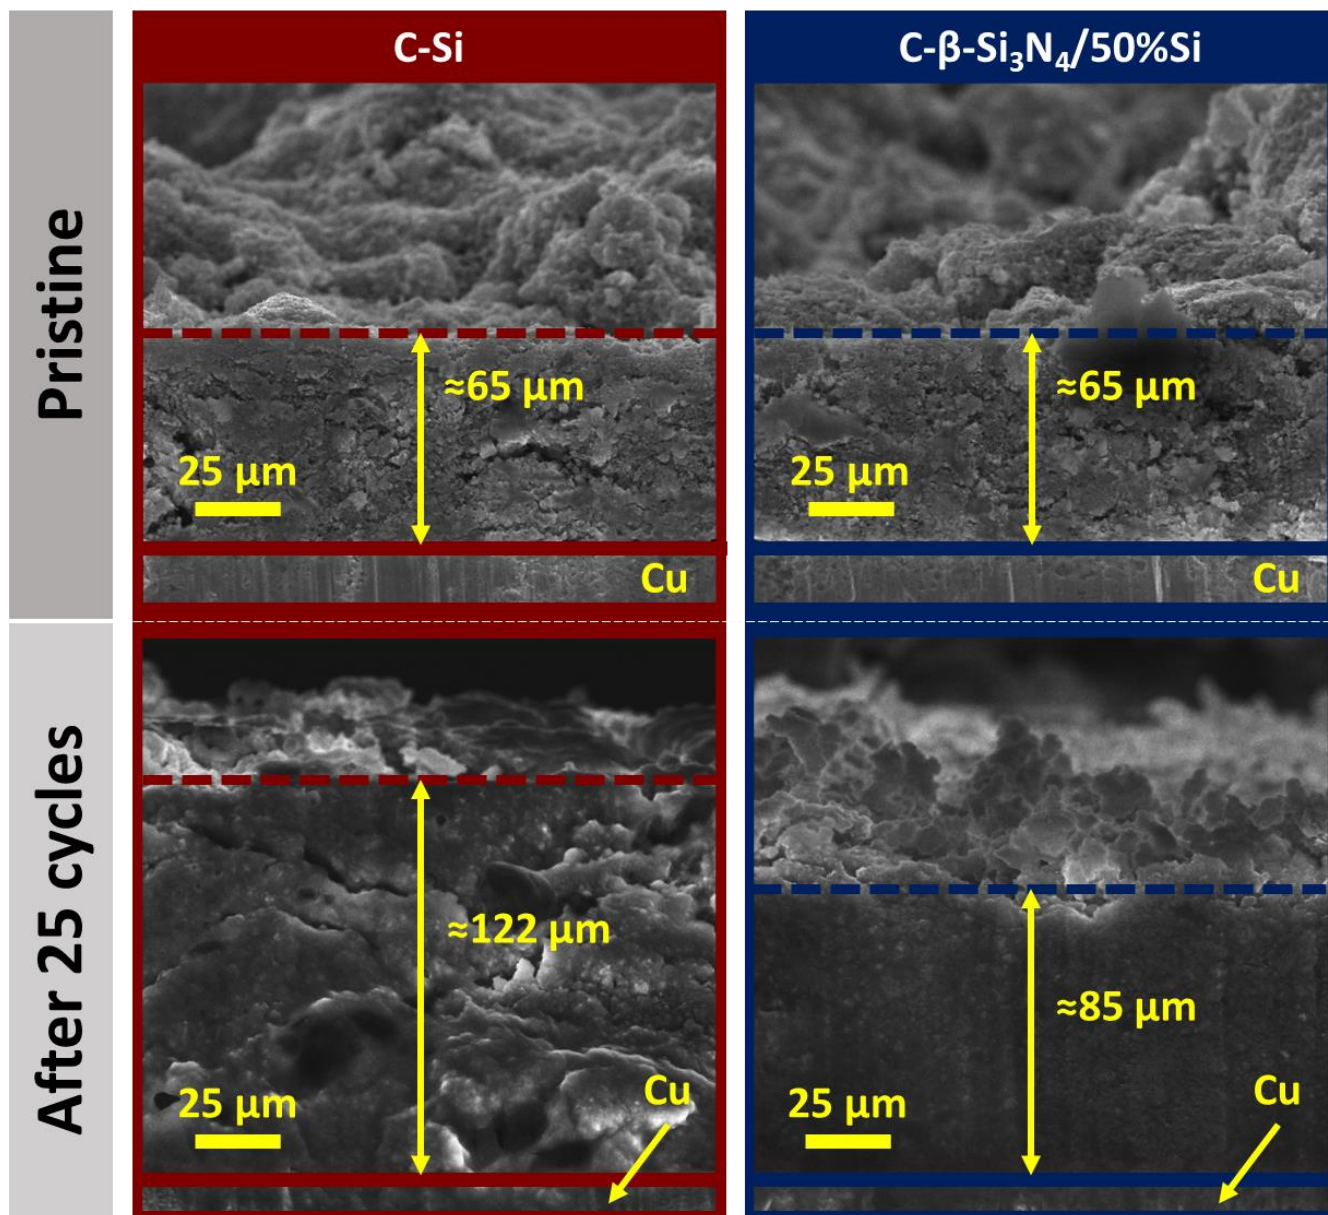 C-Si
C-β-Si₃N₄/50%Si
Pristine
≈65 μm
25 μm
Cu
≈65 μm
25 μm
Cu
After 25 cycles
≈122 μm
25 μm
Cu
≈85 μm
25 μm
Cu